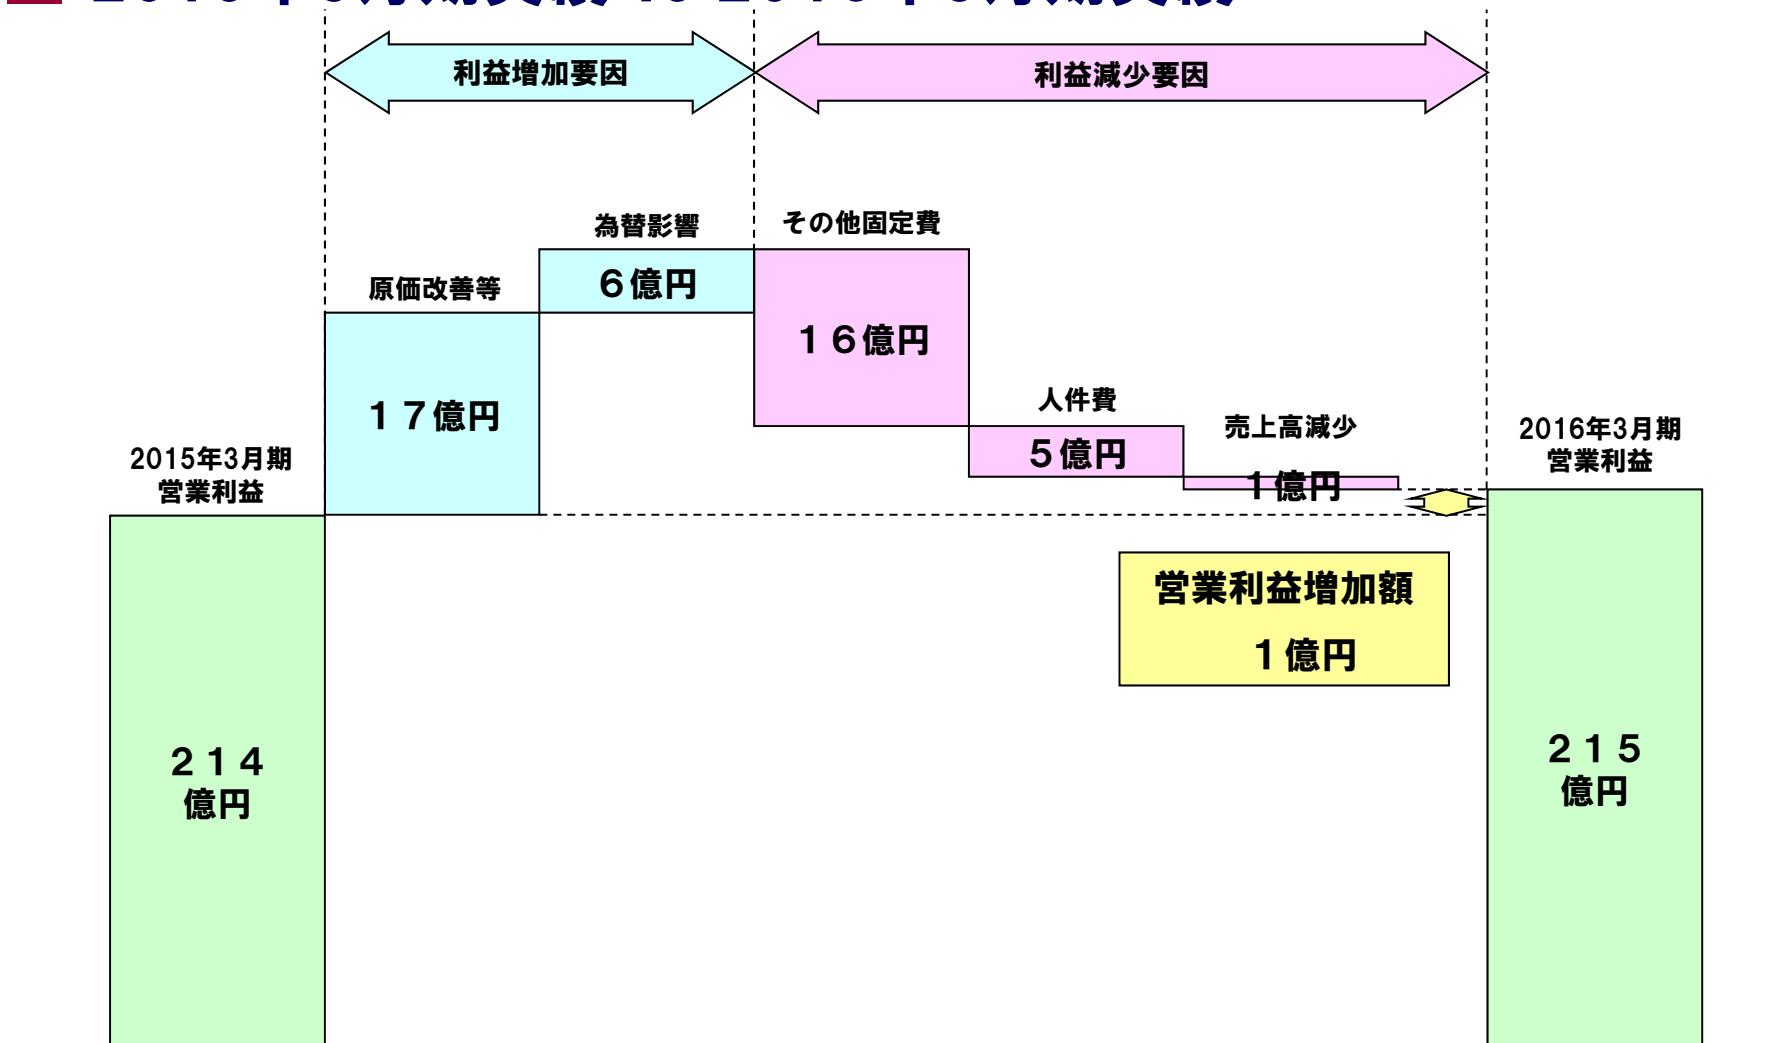 利益増加要因
利益減少要因
為替影響
その他固定費
６億円
原価改善等
１６億円
人件費
１７億円
売上高減少
５億円
2015年3月期
営業利益
2016年3月期
営業利益
１億円
営業利益増加額
１億円
２１４
億円
２１５
億円